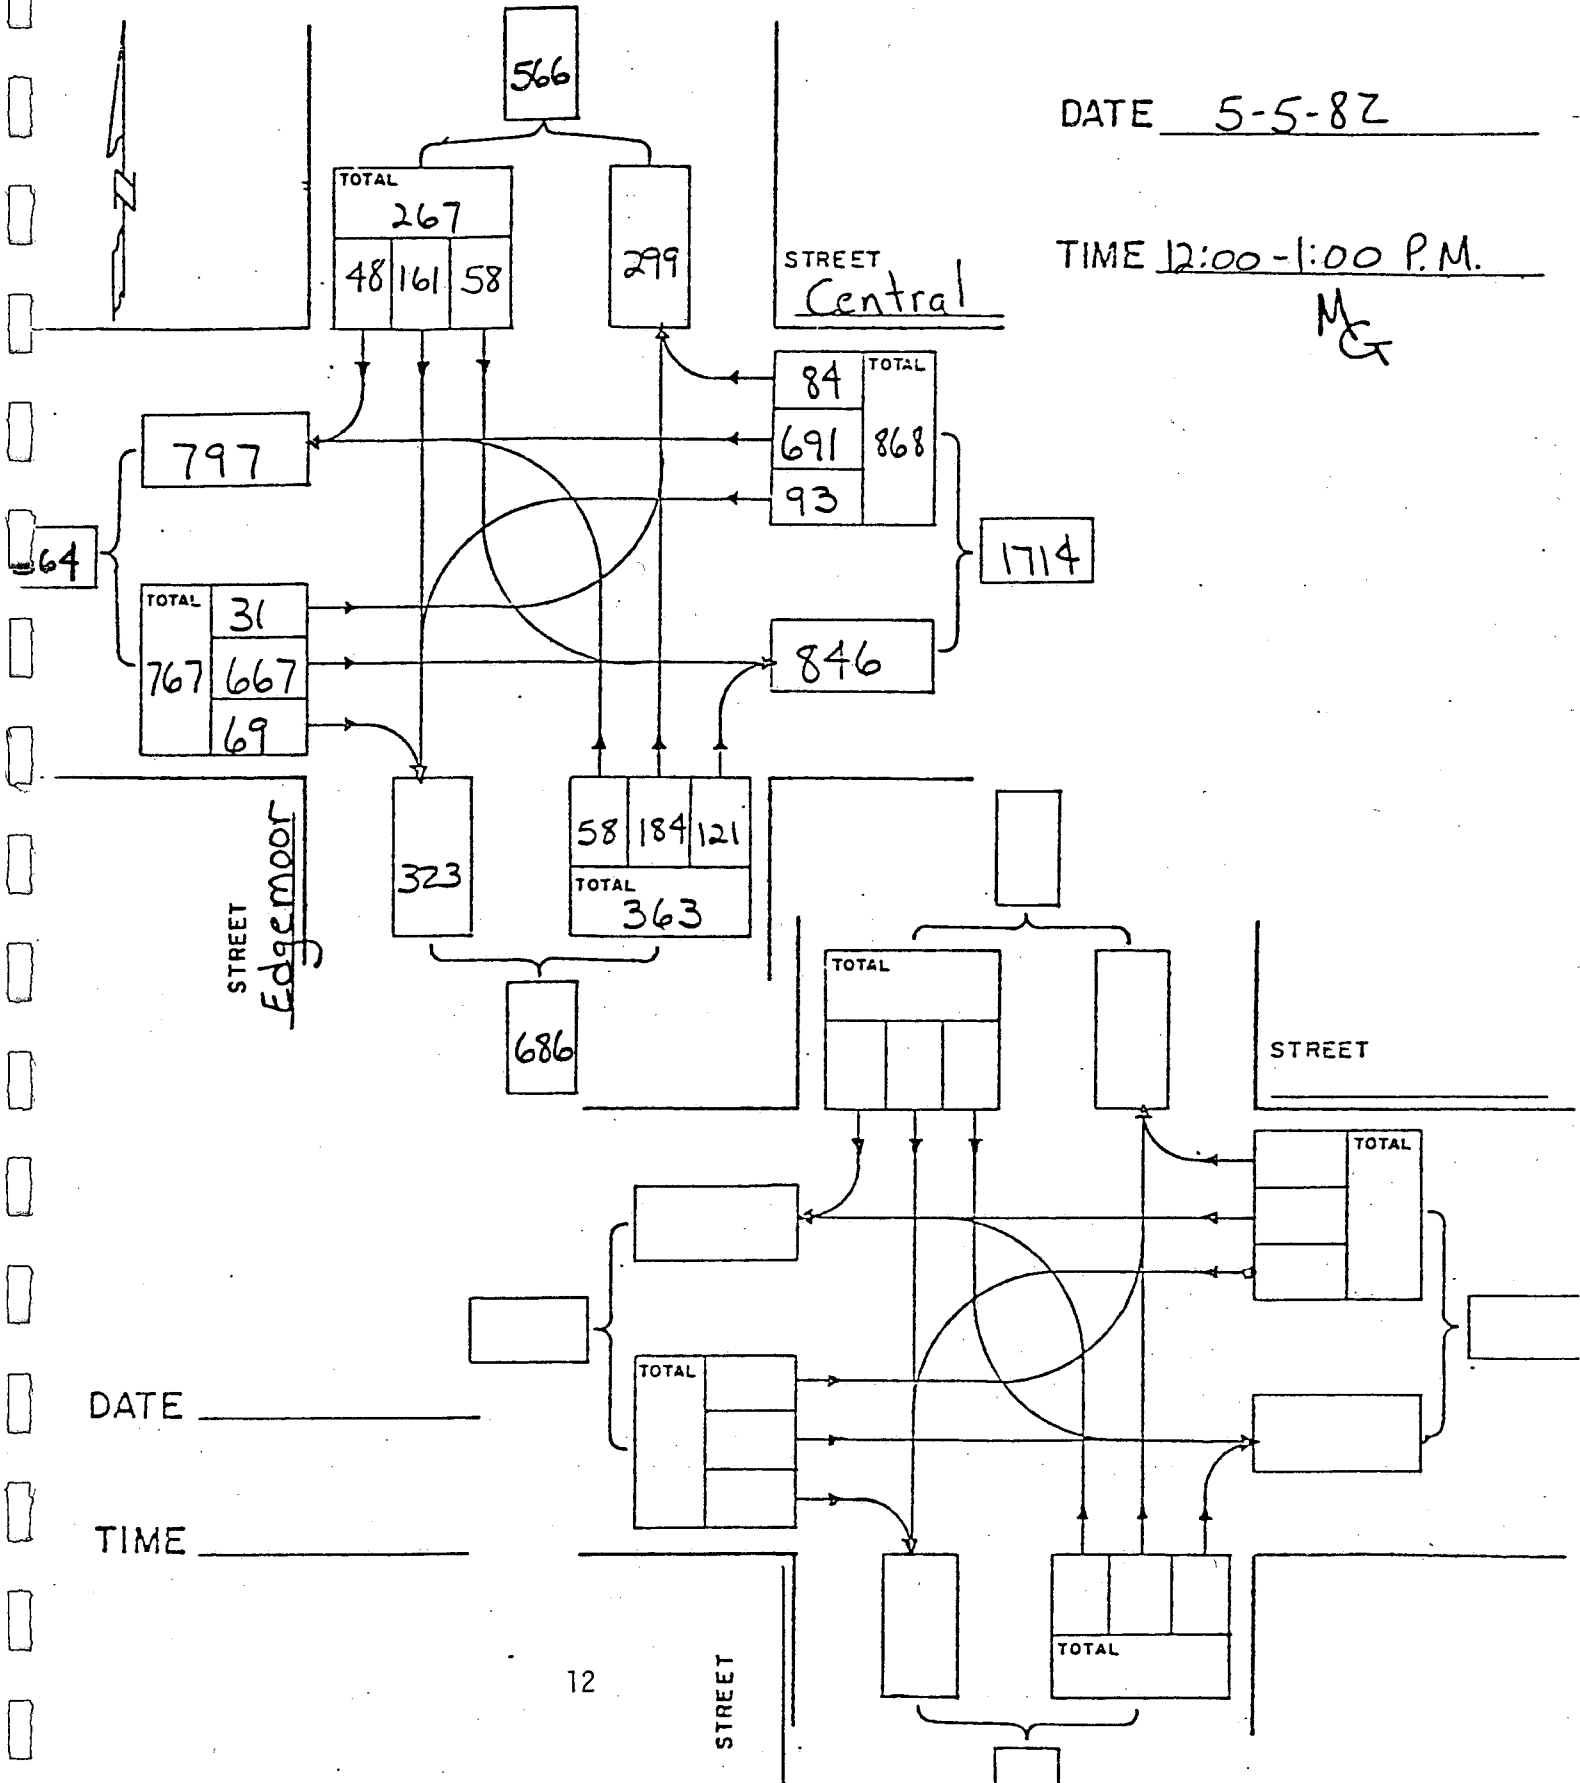 566
DATE 5-5-82
TOTAL
267
48 161 58
299
STREET
Central
TIME 12:00-1:00 P.M.
MG
84
691
93
TOTAL
868
797
64
1714
TOTAL
767
31
667
69
846
323
58 184 121
TOTAL
363
STREET
Edgemoor
686
TOTAL
STREET
TOTAL
TOTAL
DATE
TIME
TOTAL
STREET
12
N